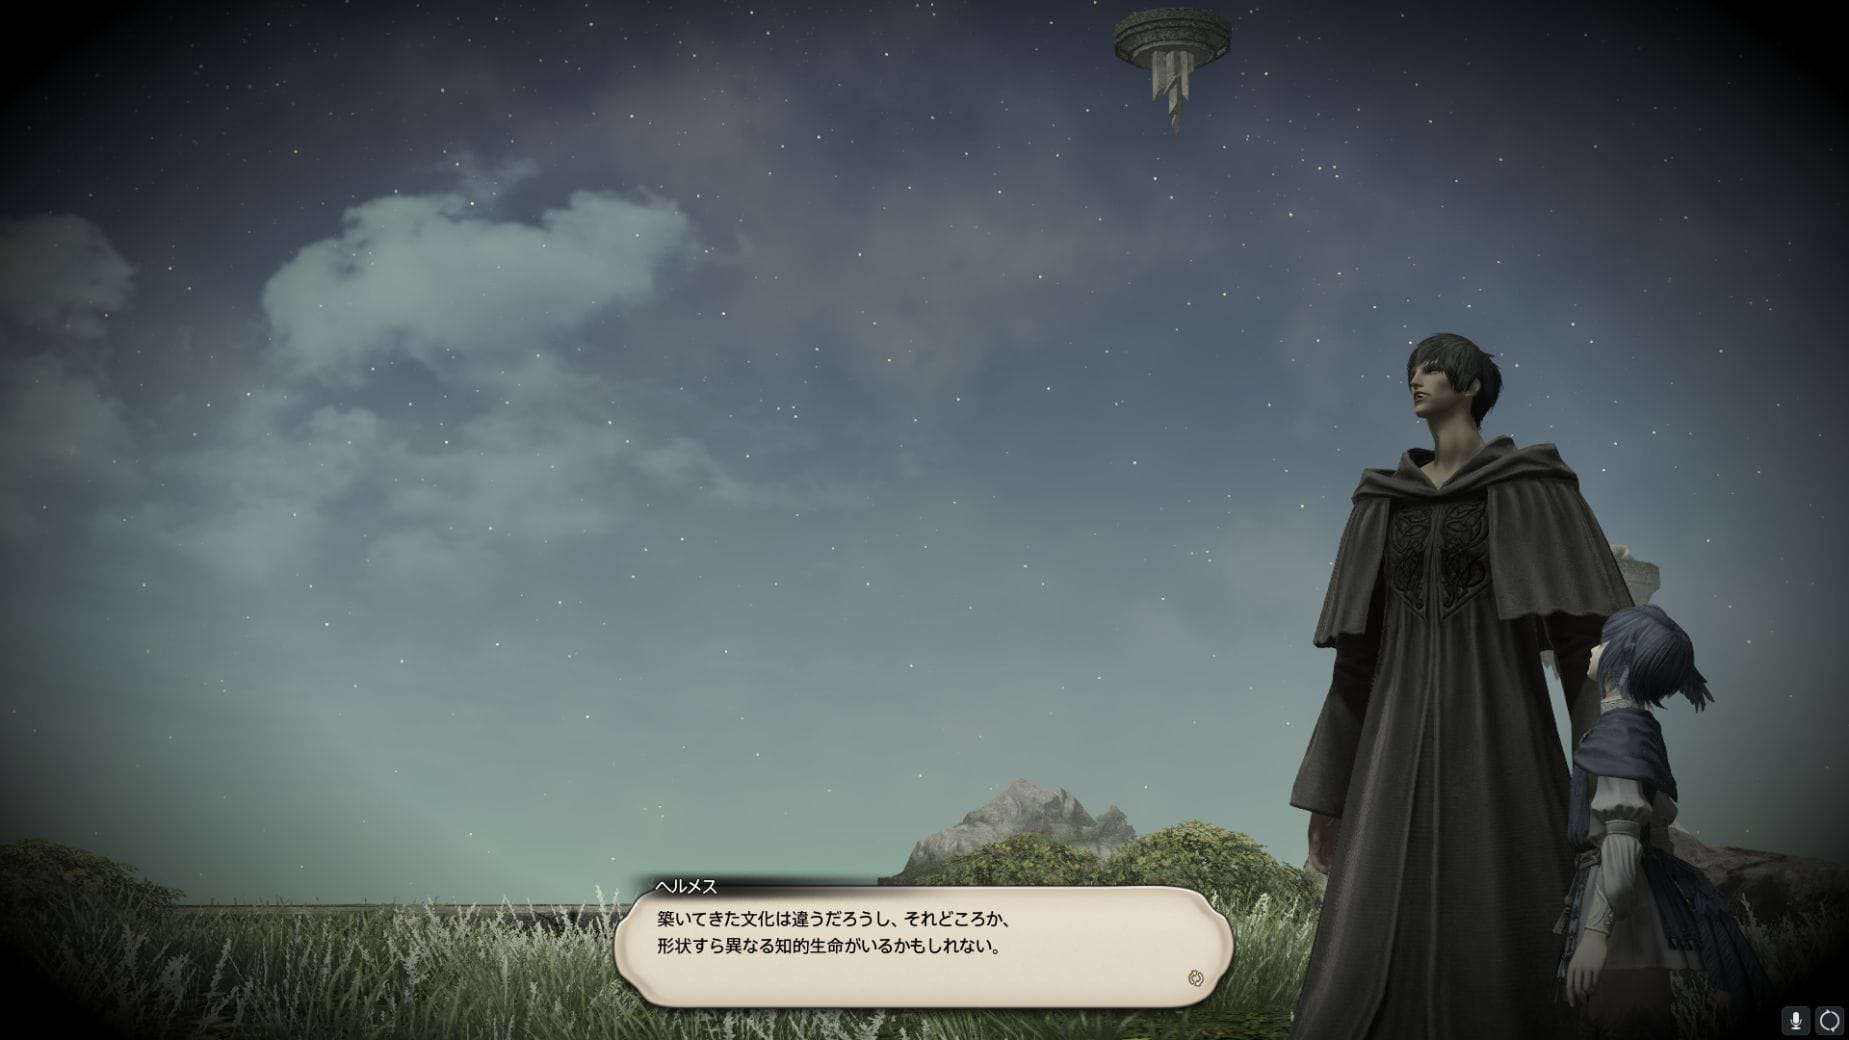 ヘルメス
築いてきた文化は違うだろうし、それどころか、
形状すら異なる知的生命がいるかもしれない。